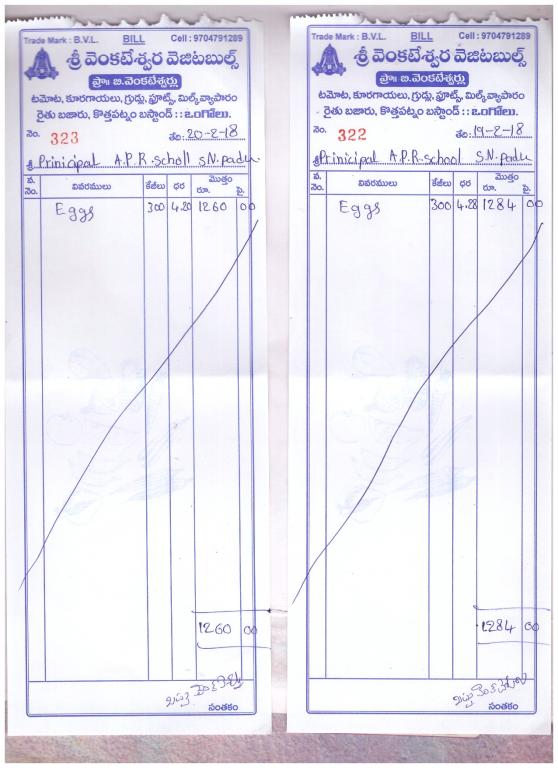 Trade Mark : B.V.L. BILL Cell : 9704791289
శ్రీ వెంకటేశ్వర వెజిటబుల్స్
ప్రొః బి.వెంకటేశ్వర్లు
టమోట, కూరగాయలు, గ్రుడ్లు, ఫ్రూట్స్, మిల్క్‌వ్యాపారం
రైతు బజారు, కొత్తపట్నం బస్టాండ్ : : ఒంగోలు.
నెం. 323 తేది: 20-2-18
శ్రీ Prinicipal A.P.R. scholl S.N. padu
వ. నెం. వివరములు కేజీలు ధర మొత్తం రూ. పై.
Eggs 300 4.20 1260 00
1260 00
సంతకం
Trade Mark : B.V.L. BILL Cell : 9704791289
శ్రీ వెంకటేశ్వర వెజిటబుల్స్
ప్రొః బి.వెంకటేశ్వర్లు
టమోట, కూరగాయలు, గ్రుడ్లు, ఫ్రూట్స్, మిల్క్‌వ్యాపారం
రైతు బజారు, కొత్తపట్నం బస్టాండ్ : : ఒంగోలు.
నెం. 322 తేది: 19-2-18
శ్రీ Prinicipal A.P.R. school S.N. padu
వ. నెం. వివరములు కేజీలు ధర మొత్తం రూ. పై.
Eggs 300 4.28 1284 00
1284 00
సంతకం